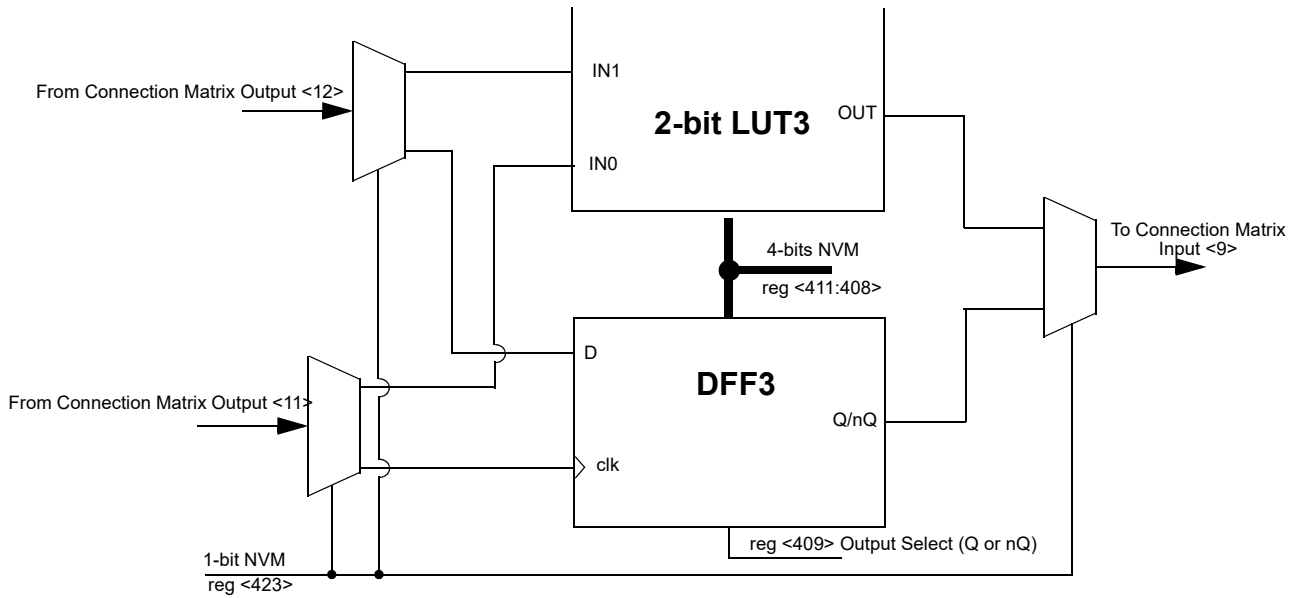 IN1
From Connection Matrix Output <12>
2-bit LUT3
OUT
IN0
To Connection Matrix
Input <9>
4-bits NVM
reg <411:408>
D
DFF3
From Connection Matrix Output <11>
Q/nQ
clk
reg <409> Output Select (Q or nQ)
1-bit NVM
reg <423>